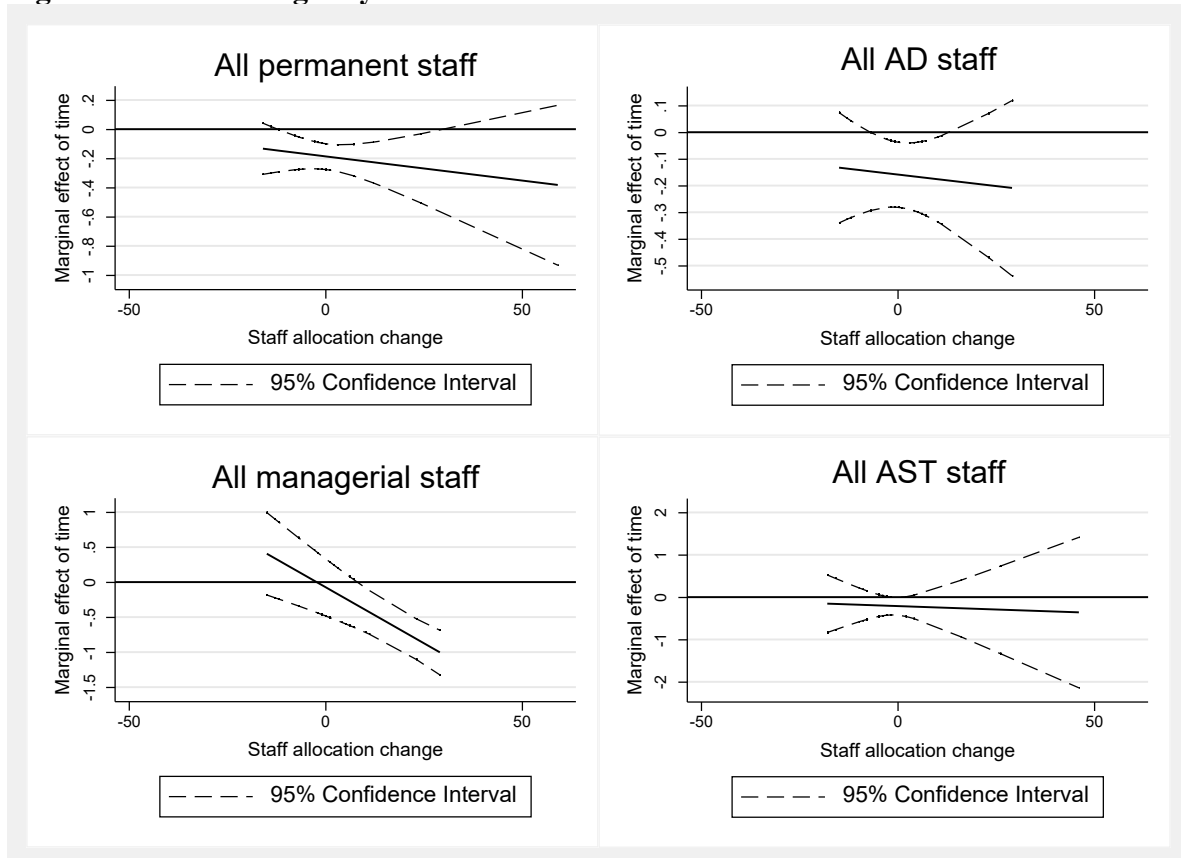 All permanent staff
Marginal effect of time
.2
0
-.2
-.4
-.6
-.8
-1
-50
0
50
Staff allocation change
95% Confidence Interval
All AD staff
Marginal effect of time
.1
0
-.1
-.2
-.3
-.4
-.5
-50
0
50
Staff allocation change
95% Confidence Interval
All managerial staff
Marginal effect of time
1
.5
0
-.5
-1
-1.5
-50
0
50
Staff allocation change
95% Confidence Interval
All AST staff
Marginal effect of time
2
1
0
-1
-2
-50
0
50
Staff allocation change
95% Confidence Interval